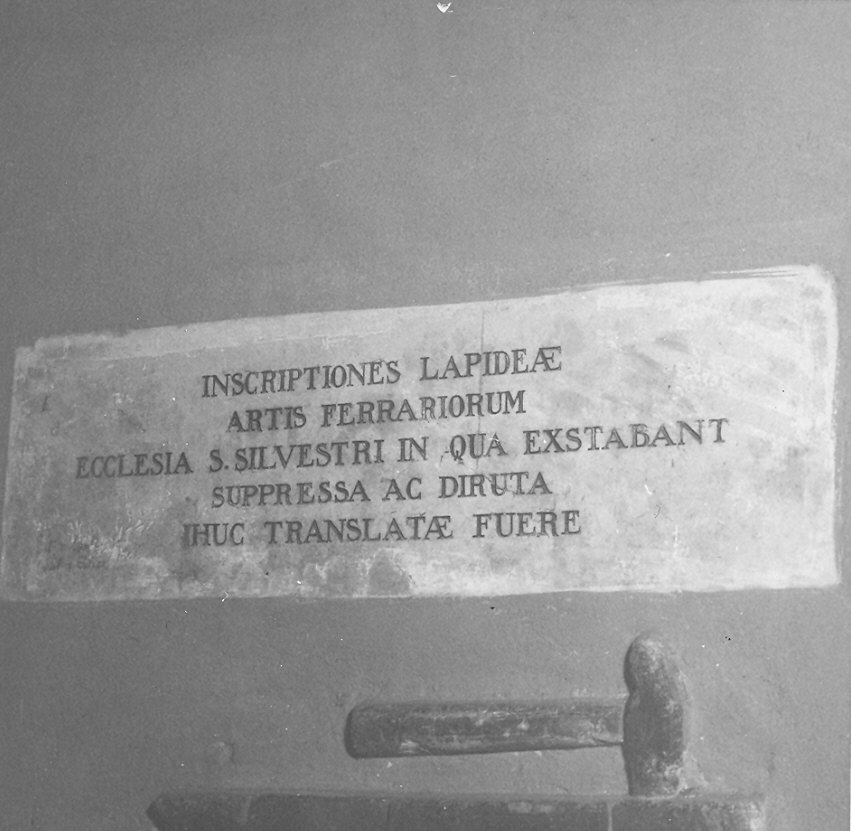 INSCRIPTIONES LAPIDEÆ
ARTIS FERRARIORUM
ECCLESIA S. SILVESTRI IN QUA EXSTABANT
SUPPRESSA AC DIRUTA
IHUC TRANSLATÆ FUERE